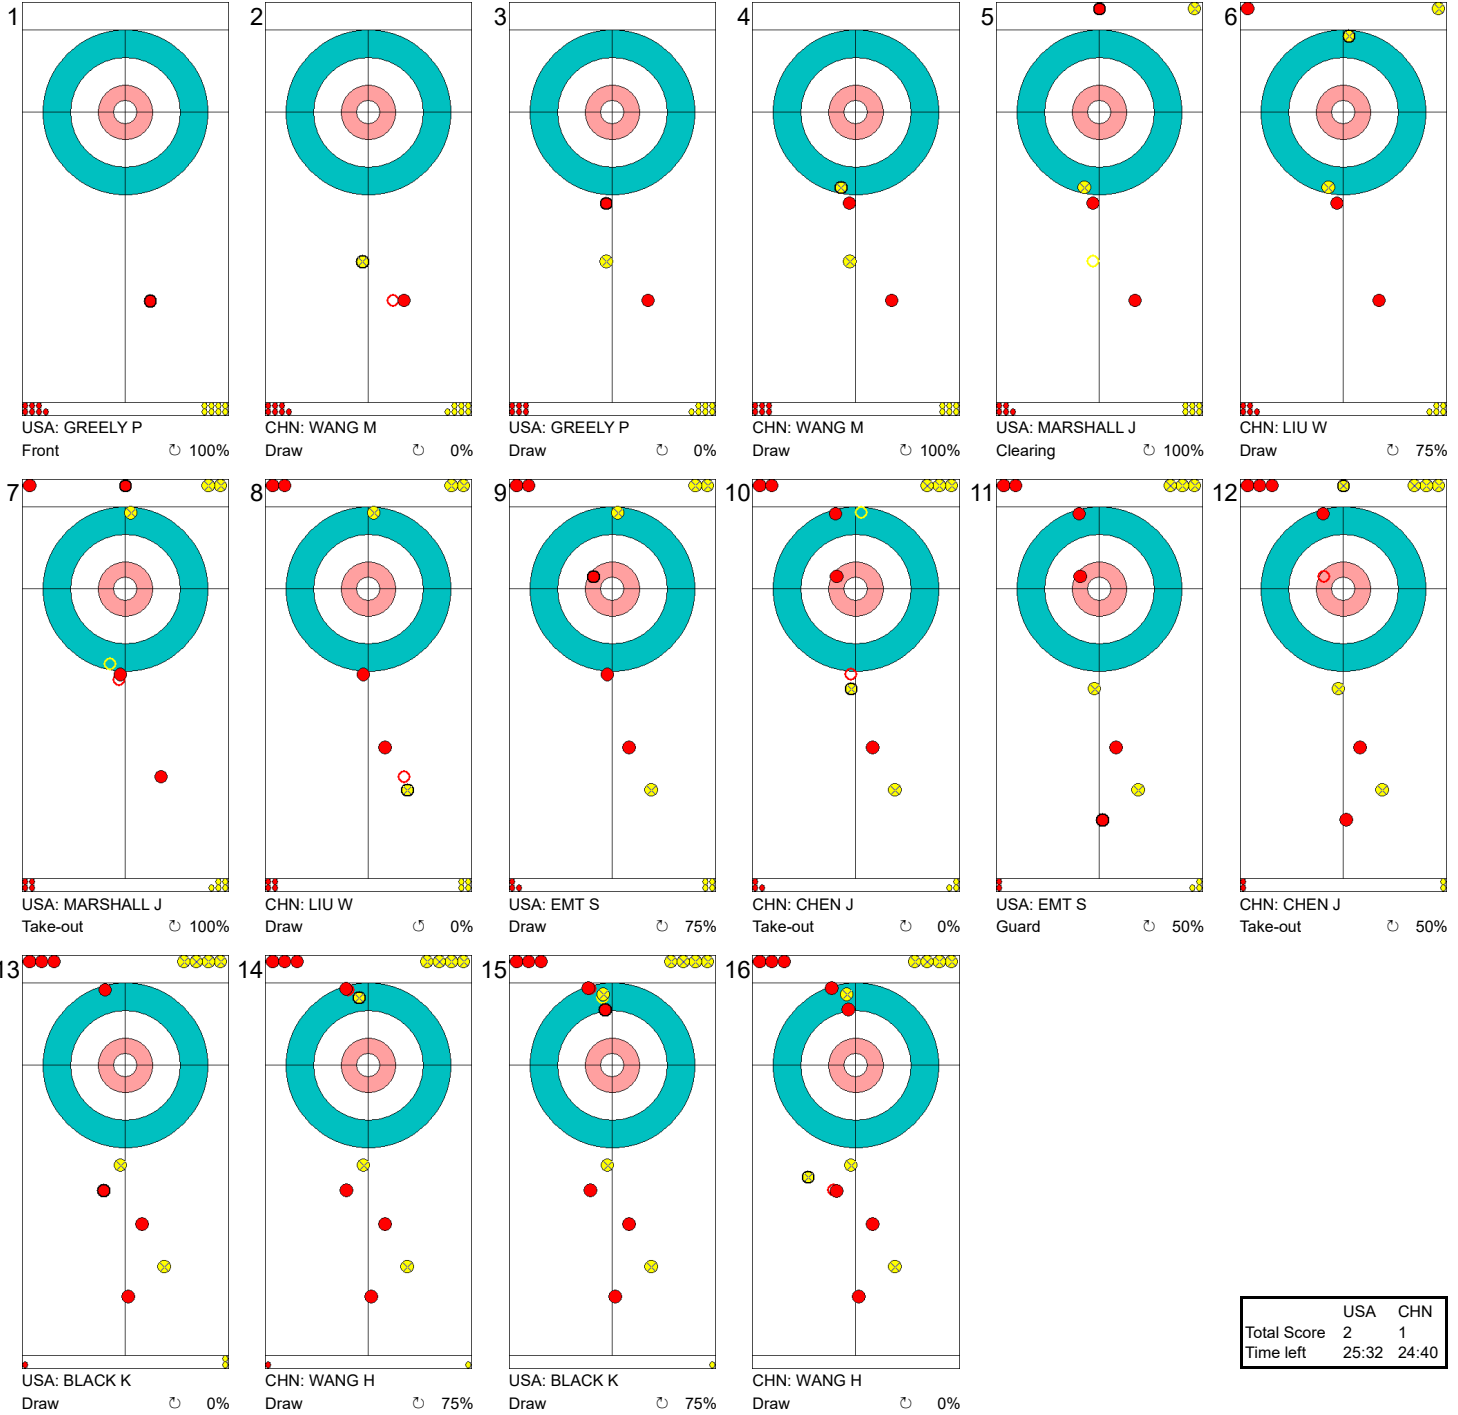 1 2 3 4 5 6
USA: GREELY P CHN: WANG M USA: GREELY P CHN: WANG M USA: MARSHALL J CHN: LIU W
Front ↻ 100% Draw ↻ 0% Draw ↻ 0% Draw ↻ 100% Clearing ↻ 100% Draw ↻ 75%
7 8 9 10 11 12
USA: MARSHALL J CHN: LIU W USA: EMT S CHN: CHEN J USA: EMT S CHN: CHEN J
Take-out ↻ 100% Draw ↺ 0% Draw ↻ 75% Take-out ↻ 0% Guard ↻ 50% Take-out ↻ 50%
13 14 15 16
USA: BLACK K CHN: WANG H USA: BLACK K CHN: WANG H
Draw ↻ 0% Draw ↻ 75% Draw ↻ 75% Draw ↻ 0%
USA CHN
Total Score 2 1
Time left 25:32 24:40